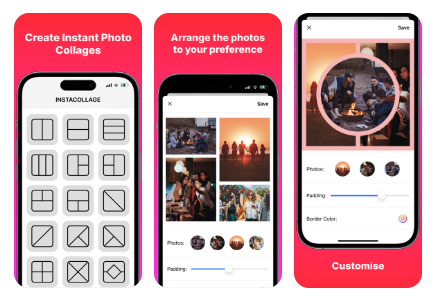 Create Instant Photo
Collages
INSTACOLLAGE
Arrange the photos
to your preference
Save
Photos:
Padding:
Save
Photos:
Padding:
Border Color:
Customise